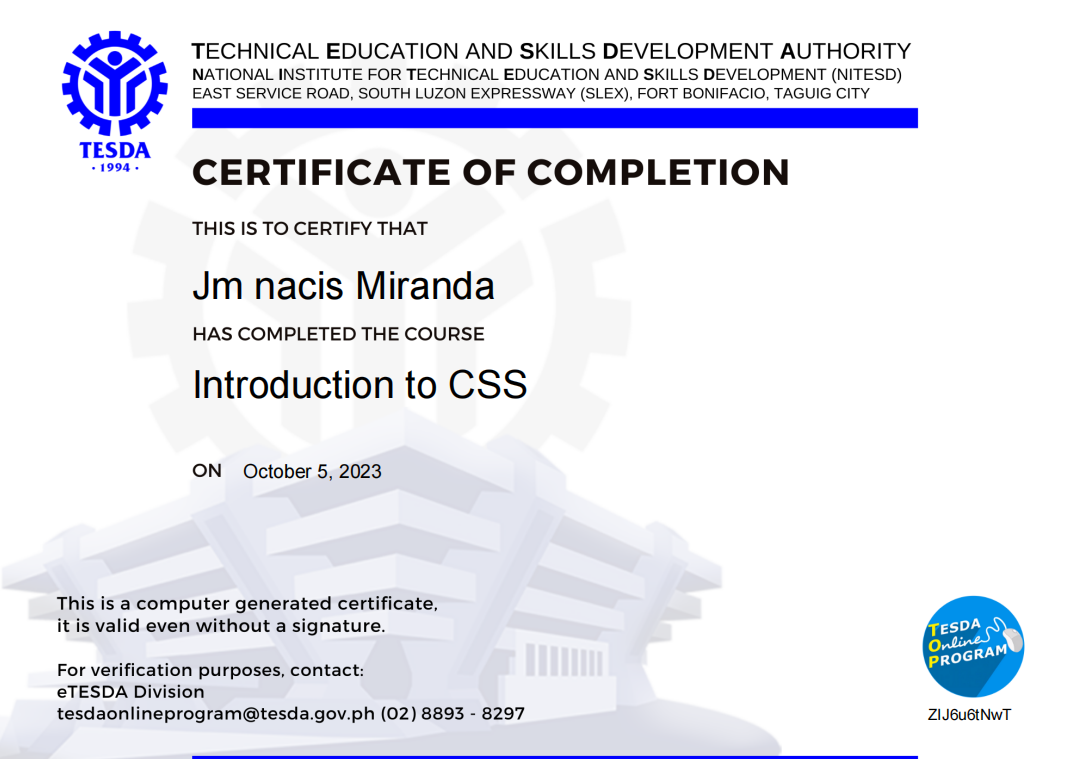 TECHNICAL EDUCATION AND SKILLS DEVELOPMENT AUTHORITY
NATIONAL INSTITUTE FOR TECHNICAL EDUCATION AND SKILLS DEVELOPMENT (NITESD)
EAST SERVICE ROAD, SOUTH LUZON EXPRESSWAY (SLEX), FORT BONIFACIO, TAGUIG CITY
TESDA
· 1994 ·
CERTIFICATE OF COMPLETION
THIS IS TO CERTIFY THAT
Jm nacis Miranda
HAS COMPLETED THE COURSE
Introduction to CSS
ON October 5, 2023
This is a computer generated certificate,
it is valid even without a signature.
For verification purposes, contact:
eTESDA Division
tesdaonlineprogram@tesda.gov.ph (02) 8893 - 8297
TESDA
Online
PROGRAM
ZIJ6u6tNwT